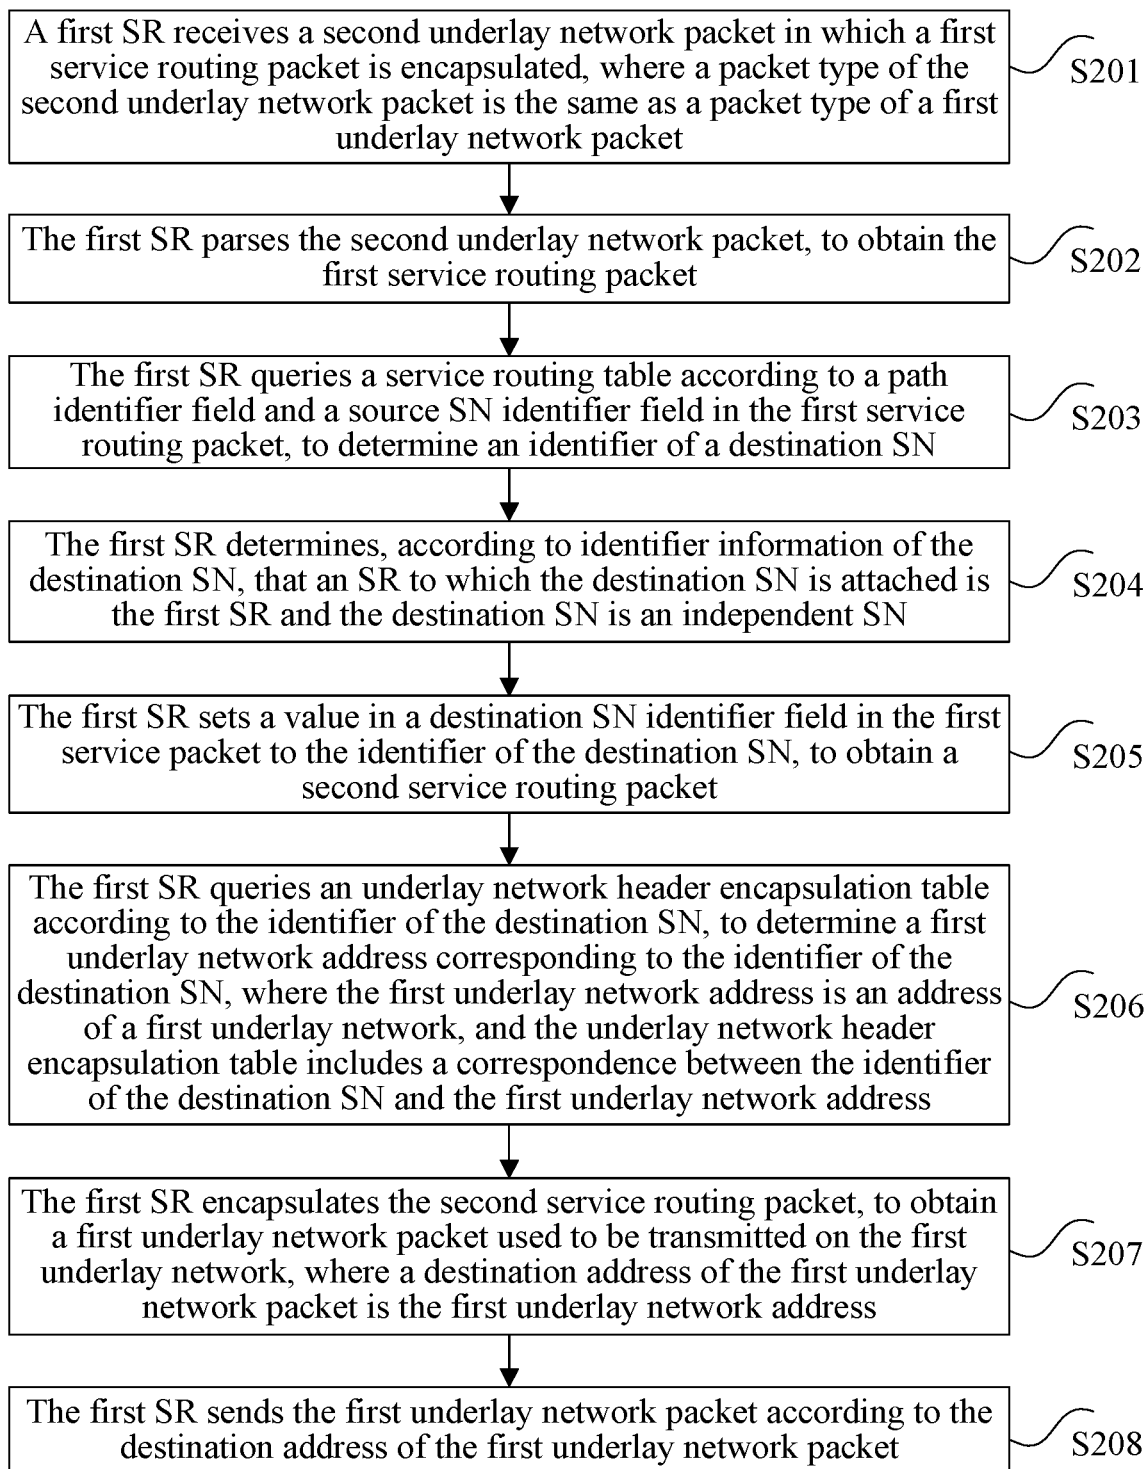 A first SR receives a second underlay network packet in which a first
service routing packet is encapsulated, where a packet type of the
second underlay network packet is the same as a packet type of a first
underlay network packet
S201
The first SR parses the second underlay network packet, to obtain the
first service routing packet
S202
The first SR queries a service routing table according to a path
identifier field and a source SN identifier field in the first service
routing packet, to determine an identifier of a destination SN
S203
The first SR determines, according to identifier information of the
destination SN, that an SR to which the destination SN is attached is
the first SR and the destination SN is an independent SN
S204
The first SR sets a value in a destination SN identifier field in the first
service packet to the identifier of the destination SN, to obtain a
second service routing packet
S205
The first SR queries an underlay network header encapsulation table
according to the identifier of the destination SN, to determine a first
underlay network address corresponding to the identifier of the
destination SN, where the first underlay network address is an address
of a first underlay network, and the underlay network header
encapsulation table includes a correspondence between the identifier
of the destination SN and the first underlay network address
S206
The first SR encapsulates the second service routing packet, to obtain
a first underlay network packet used to be transmitted on the first
underlay network, where a destination address of the first underlay
network packet is the first underlay network address
S207
The first SR sends the first underlay network packet according to the
destination address of the first underlay network packet
S208